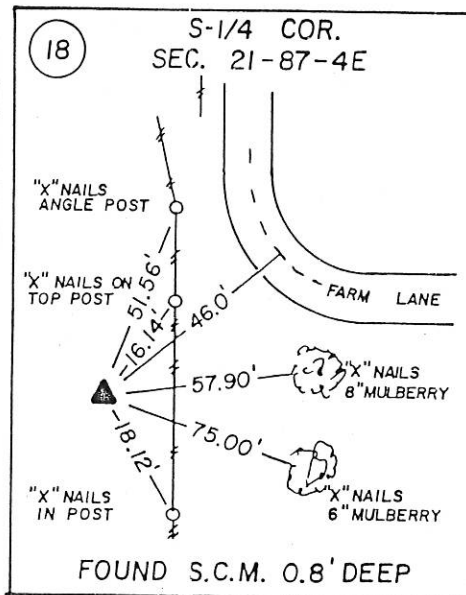 18
S-1/4 COR.
SEC. 21-87-4E
"X" NAILS
ANGLE POST
"X" NAILS ON
TOP POST
51.56'
16.14'
46.0'
FARM LANE
57.90'
"X" NAILS
8" MULBERRY
75.00'
18.12'
"X" NAILS
IN POST
"X" NAILS
6" MULBERRY
FOUND S.C.M. 0.8' DEEP